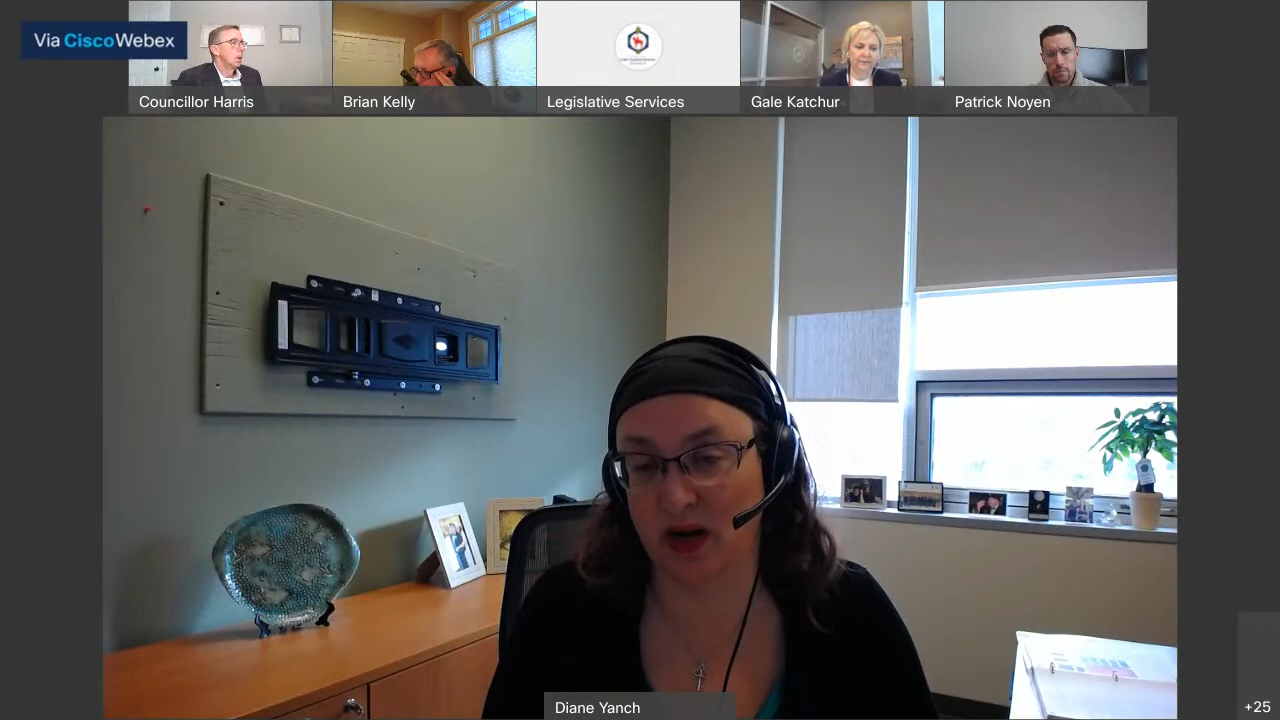 Via CiscoWebex
Councillor Harris
Brian Kelly
Legislative Services
Gale Katchur
Patrick Noyen
Diane Yanch
+25